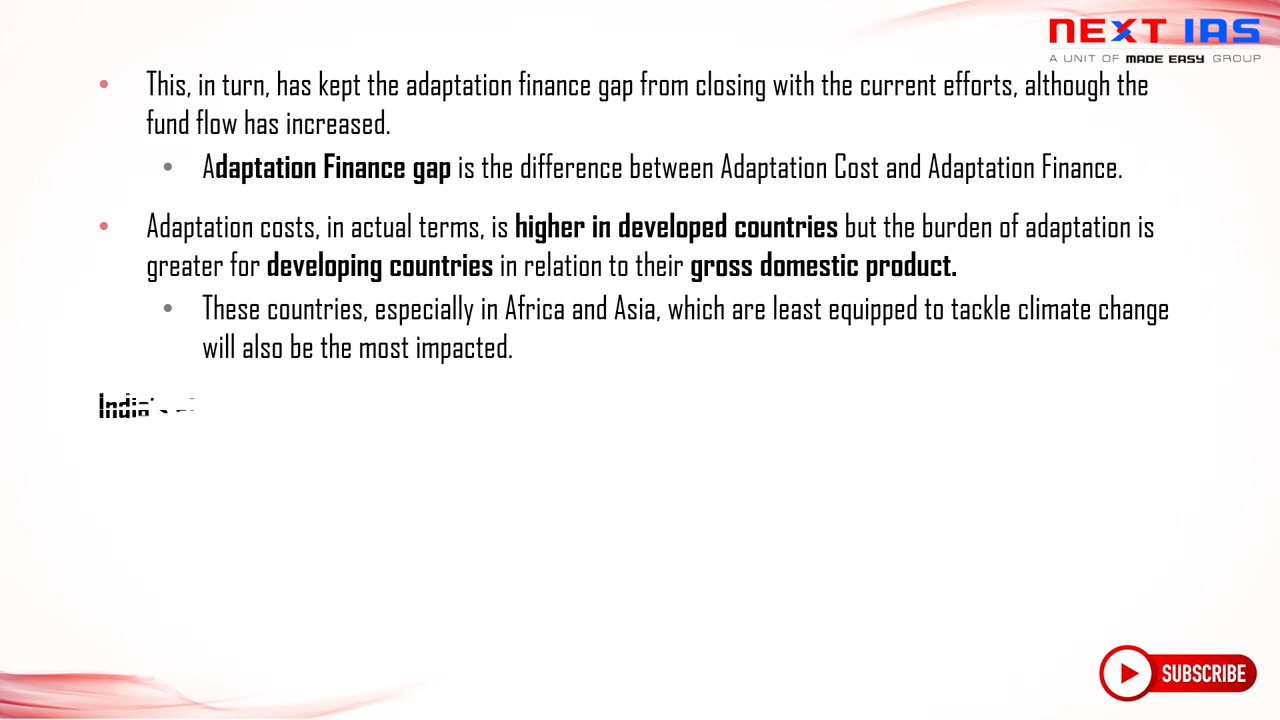 NEXT IAS
A UNIT OF MADE EASY GROUP
• This, in turn, has kept the adaptation finance gap from closing with the current efforts, although the
fund flow has increased.
• Adaptation Finance gap is the difference between Adaptation Cost and Adaptation Finance.
• Adaptation costs, in actual terms, is higher in developed countries but the burden of adaptation is
greater for developing countries in relation to their gross domestic product.
• These countries, especially in Africa and Asia, which are least equipped to tackle climate change
will also be the most impacted.
India's
SUBSCRIBE